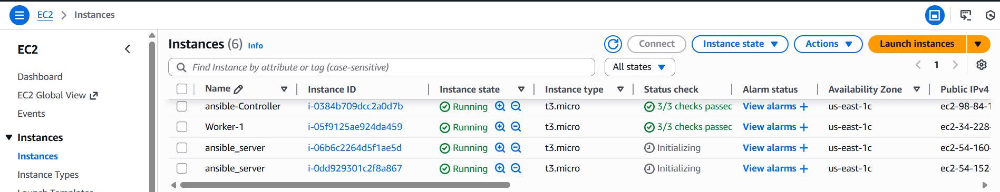 EC2 > Instances
EC2
Dashboard
EC2 Global View
Events
Instances
Instances
Instance Types
Launch Templates
Instances (6) Info
Connect Instance state Actions Launch instances
Find Instance by attribute or tag (case-sensitive) All states 1
Name Instance ID Instance state Instance type Status check Alarm status Availability Zone Public IPv4
ansible-Controller i-0384b709dcc2a0d7b Running t3.micro 3/3 checks passec View alarms + us-east-1c ec2-98-84-1
Worker-1 i-05f9125ae924da459 Running t3.micro 3/3 checks passec View alarms + us-east-1c ec2-34-228-
ansible_server i-06b6c2264d5f1ae5d Running t3.micro Initializing View alarms + us-east-1c ec2-54-160-
ansible_server i-0dd929301c2f8a867 Running t3.micro Initializing View alarms + us-east-1c ec2-54-152-